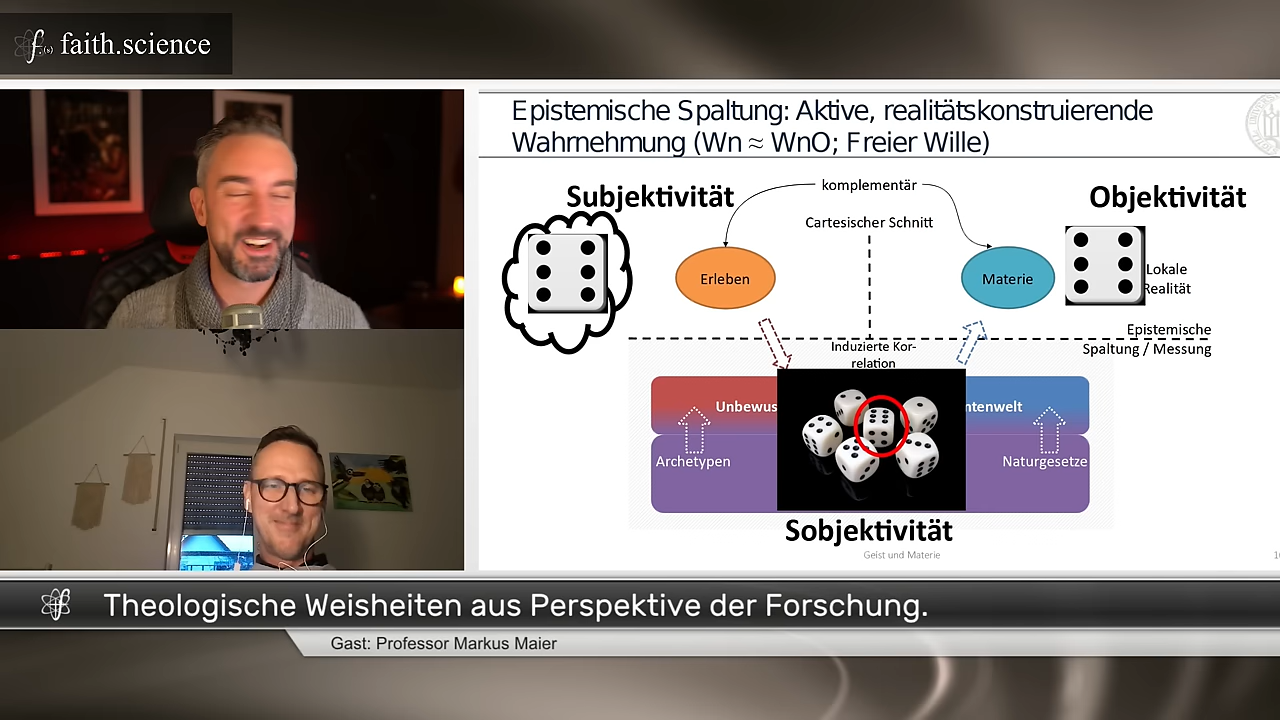 faith.science
Epistemische Spaltung: Aktive, realitätskonstruierende
Wahrnehmung (Wn ≈ WnO; Freier Wille)
Subjektivität
komplementär
Objektivität
Cartesischer Schnitt
Erleben
Materie
Lokale
Realität
Epistemische
Spaltung / Messung
Induzierte Kor-
relation
Archetypen
Naturgesetze
Sobjektivität
Geist und Materie
Theologische Weisheiten aus Perspektive der Forschung.
Gast: Professor Markus Maier